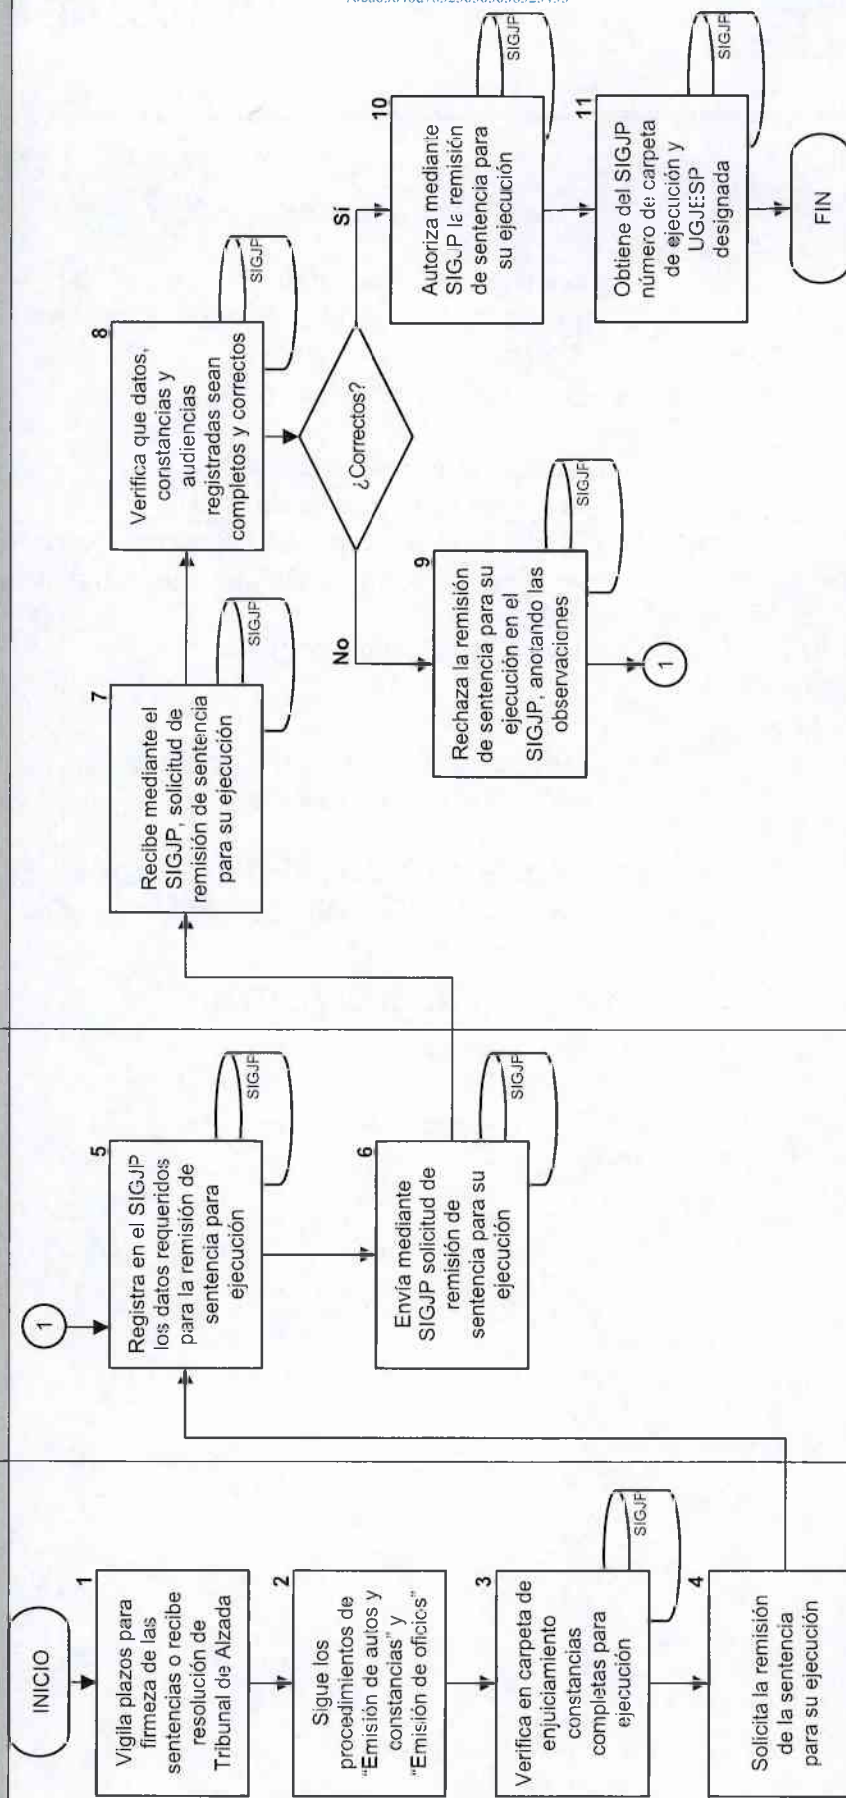 INICIO
1
Vigila plazos para
firmeza de las
sentencias o recibe
resolución de
Tribunal de Alzada
2
Sigue los
procedimientos de
"Emisión de autos y
constancias" y
"Emisión de oficios"
3
Verifica en carpeta de
enjuiciamiento
constancias
completas para
ejecución
SIGJP
4
Solicita la remisión
de la sentencia
para su ejecución
1
5
Registra en el SIGJP
los datos requeridos
para la remisión de
sentencia para
ejecución
SIGJP
6
Envía mediante
SIGJP solicitud de
remisión de
sentencia para su
ejecución
SIGJP
7
Recibe mediante el
SIGJP, solicitud de
remisión de sentencia
para su ejecución
SIGJP
8
Verifica que datos,
constancias y
audiencias
registradas sean
completos y correctos
SIGJP
¿Correctos?
No
Sí
9
Rechaza la remisión
de sentencia para su
ejecución en el
SIGJP, anotando las
observaciones
SIGJP
1
10
Autoriza mediante
SIGJP la remisión
de sentencia para
su ejecución
SIGJP
11
Obtiene del SIGJP
número de carpeta
de ejecución y
UGJESP
designada
SIGJP
FIN